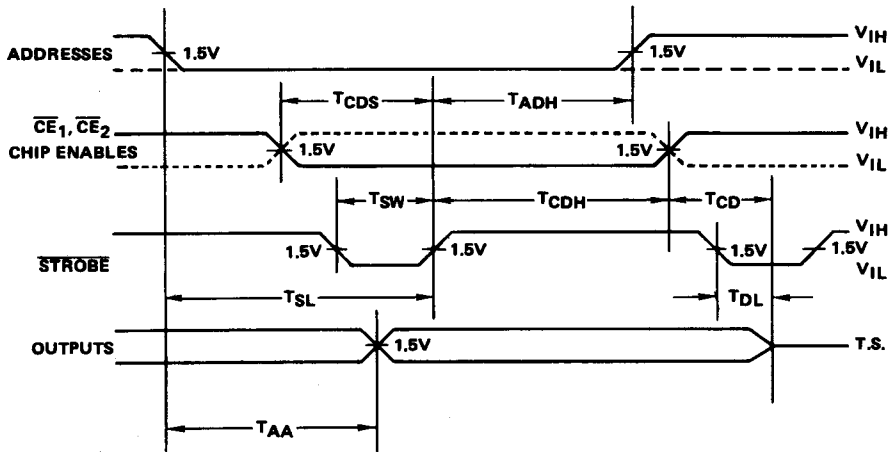 ADDRESSES 1.5V 1.5V VIH
VIL
TCDS TADH
CE1, CE2 VIH
CHIP ENABLES 1.5V 1.5V VIL
TSW TCDH TCD
STROBE 1.5V 1.5V 1.5V 1.5V VIH
VIL
TSL TDL
OUTPUTS 1.5V T.S.
TAA